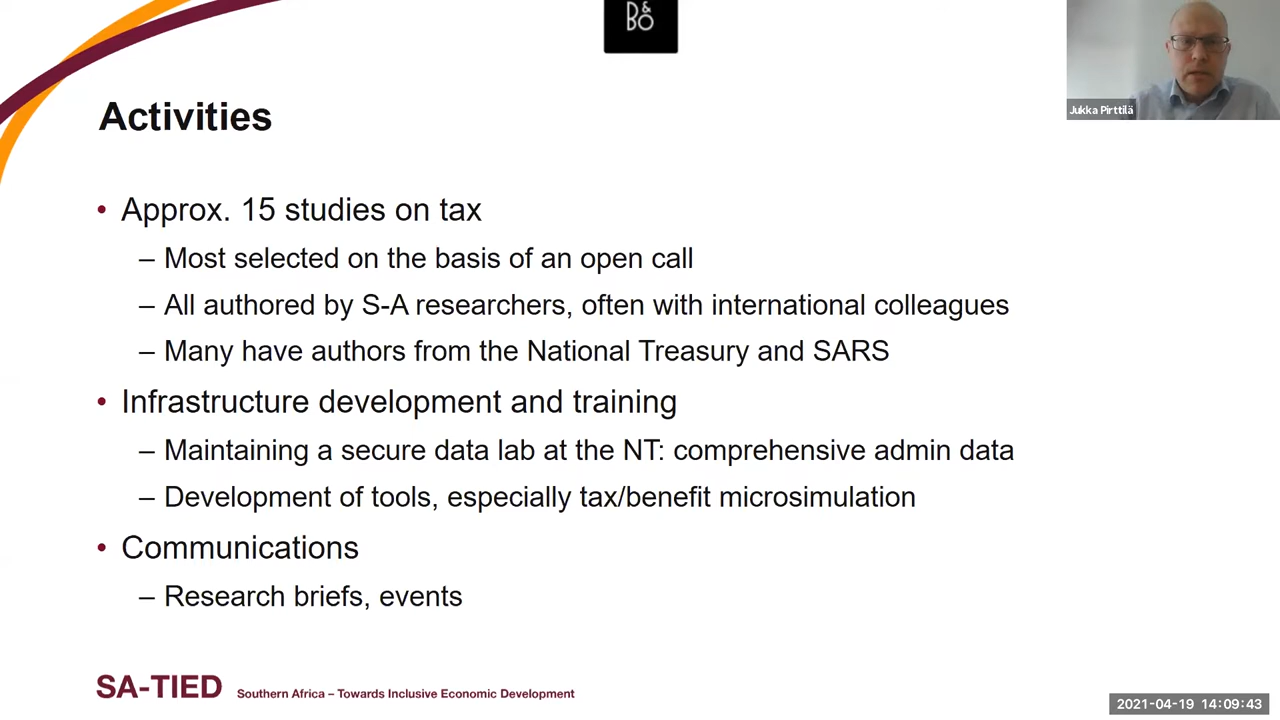 B&
BO
Jukka Pirttilä
Activities
• Approx. 15 studies on tax
– Most selected on the basis of an open call
– All authored by S-A researchers, often with international colleagues
– Many have authors from the National Treasury and SARS
• Infrastructure development and training
– Maintaining a secure data lab at the NT: comprehensive admin data
– Development of tools, especially tax/benefit microsimulation
• Communications
– Research briefs, events
SA-TIED Southern Africa – Towards Inclusive Economic Development
2021-04-19 14:09:43